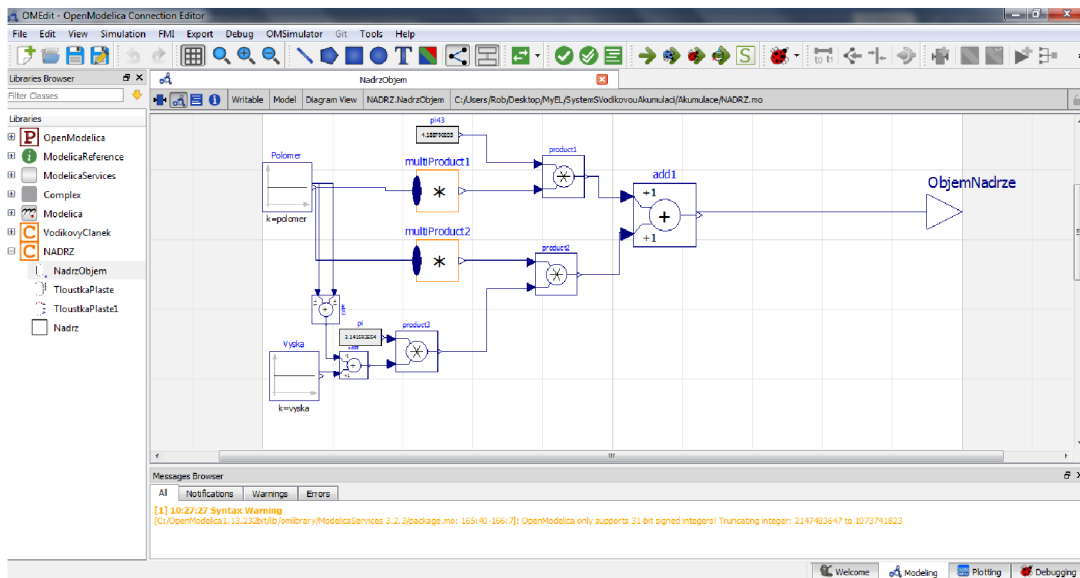 OMEdit - OpenModelica Connection Editor
File Edit View Simulation FMI Export Debug OMSimulator Git Tools Help
Libraries Browser
NadrzObjem
Filter Classes
Writable Model Diagram View NADRZ.NadrzObjem C:/Users/Rob/Desktop/MyEL/SystemSVodikovouAkumulaci/Akumulace/NADRZ.mo
Libraries
OpenModelica
ModelicaReference
ModelicaServices
Complex
Modelica
VodikovyClanek
NADRZ
NadrzObjem
TloustkaPlaste
TloustkaPlaste1
Nadrz
pi43
Polomer
product1
multiProduct1
k=polomer
add1
+1
+1
ObjemNadrze
multiProduct2
product2
pi
3.141592654
product3
Vyska
k=vyska
Messages Browser
All Notifications Warnings Errors
[1] 10:27:27 Syntax Warning
[C:/OpenModelica1.13.232bit/lib/omlibrary/ModelicaServices 3.2.3/package.mo: 165:40-166:7]: OpenModelica only supports 31-bit signed integers! Truncating integer: 2147483647 to 1073741823
Welcome Modeling Plotting Debugging